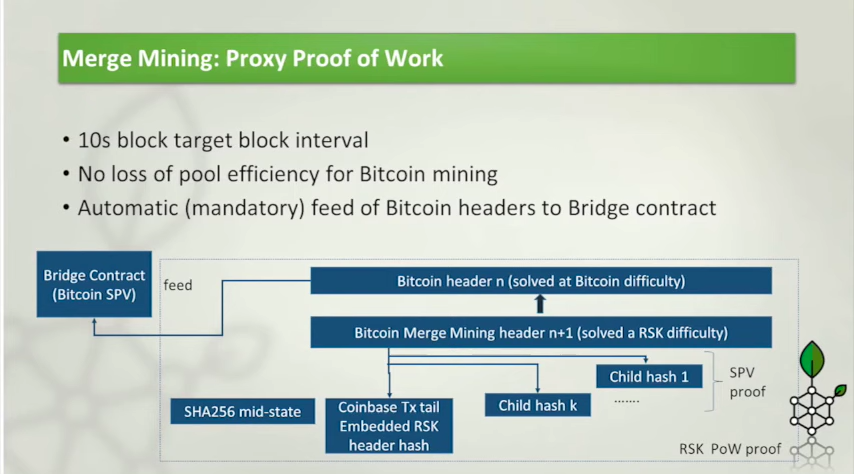 Merge Mining: Proxy Proof of Work
• 10s block target block interval
• No loss of pool efficiency for Bitcoin mining
• Automatic (mandatory) feed of Bitcoin headers to Bridge contract
Bridge Contract
(Bitcoin SPV)
feed
Bitcoin header n (solved at Bitcoin difficulty)
Bitcoin Merge Mining header n+1 (solved a RSK difficulty)
Child hash 1
.......
SPV
proof
SHA256 mid-state
Coinbase Tx tail
Embedded RSK
header hash
Child hash k
RSK PoW proof